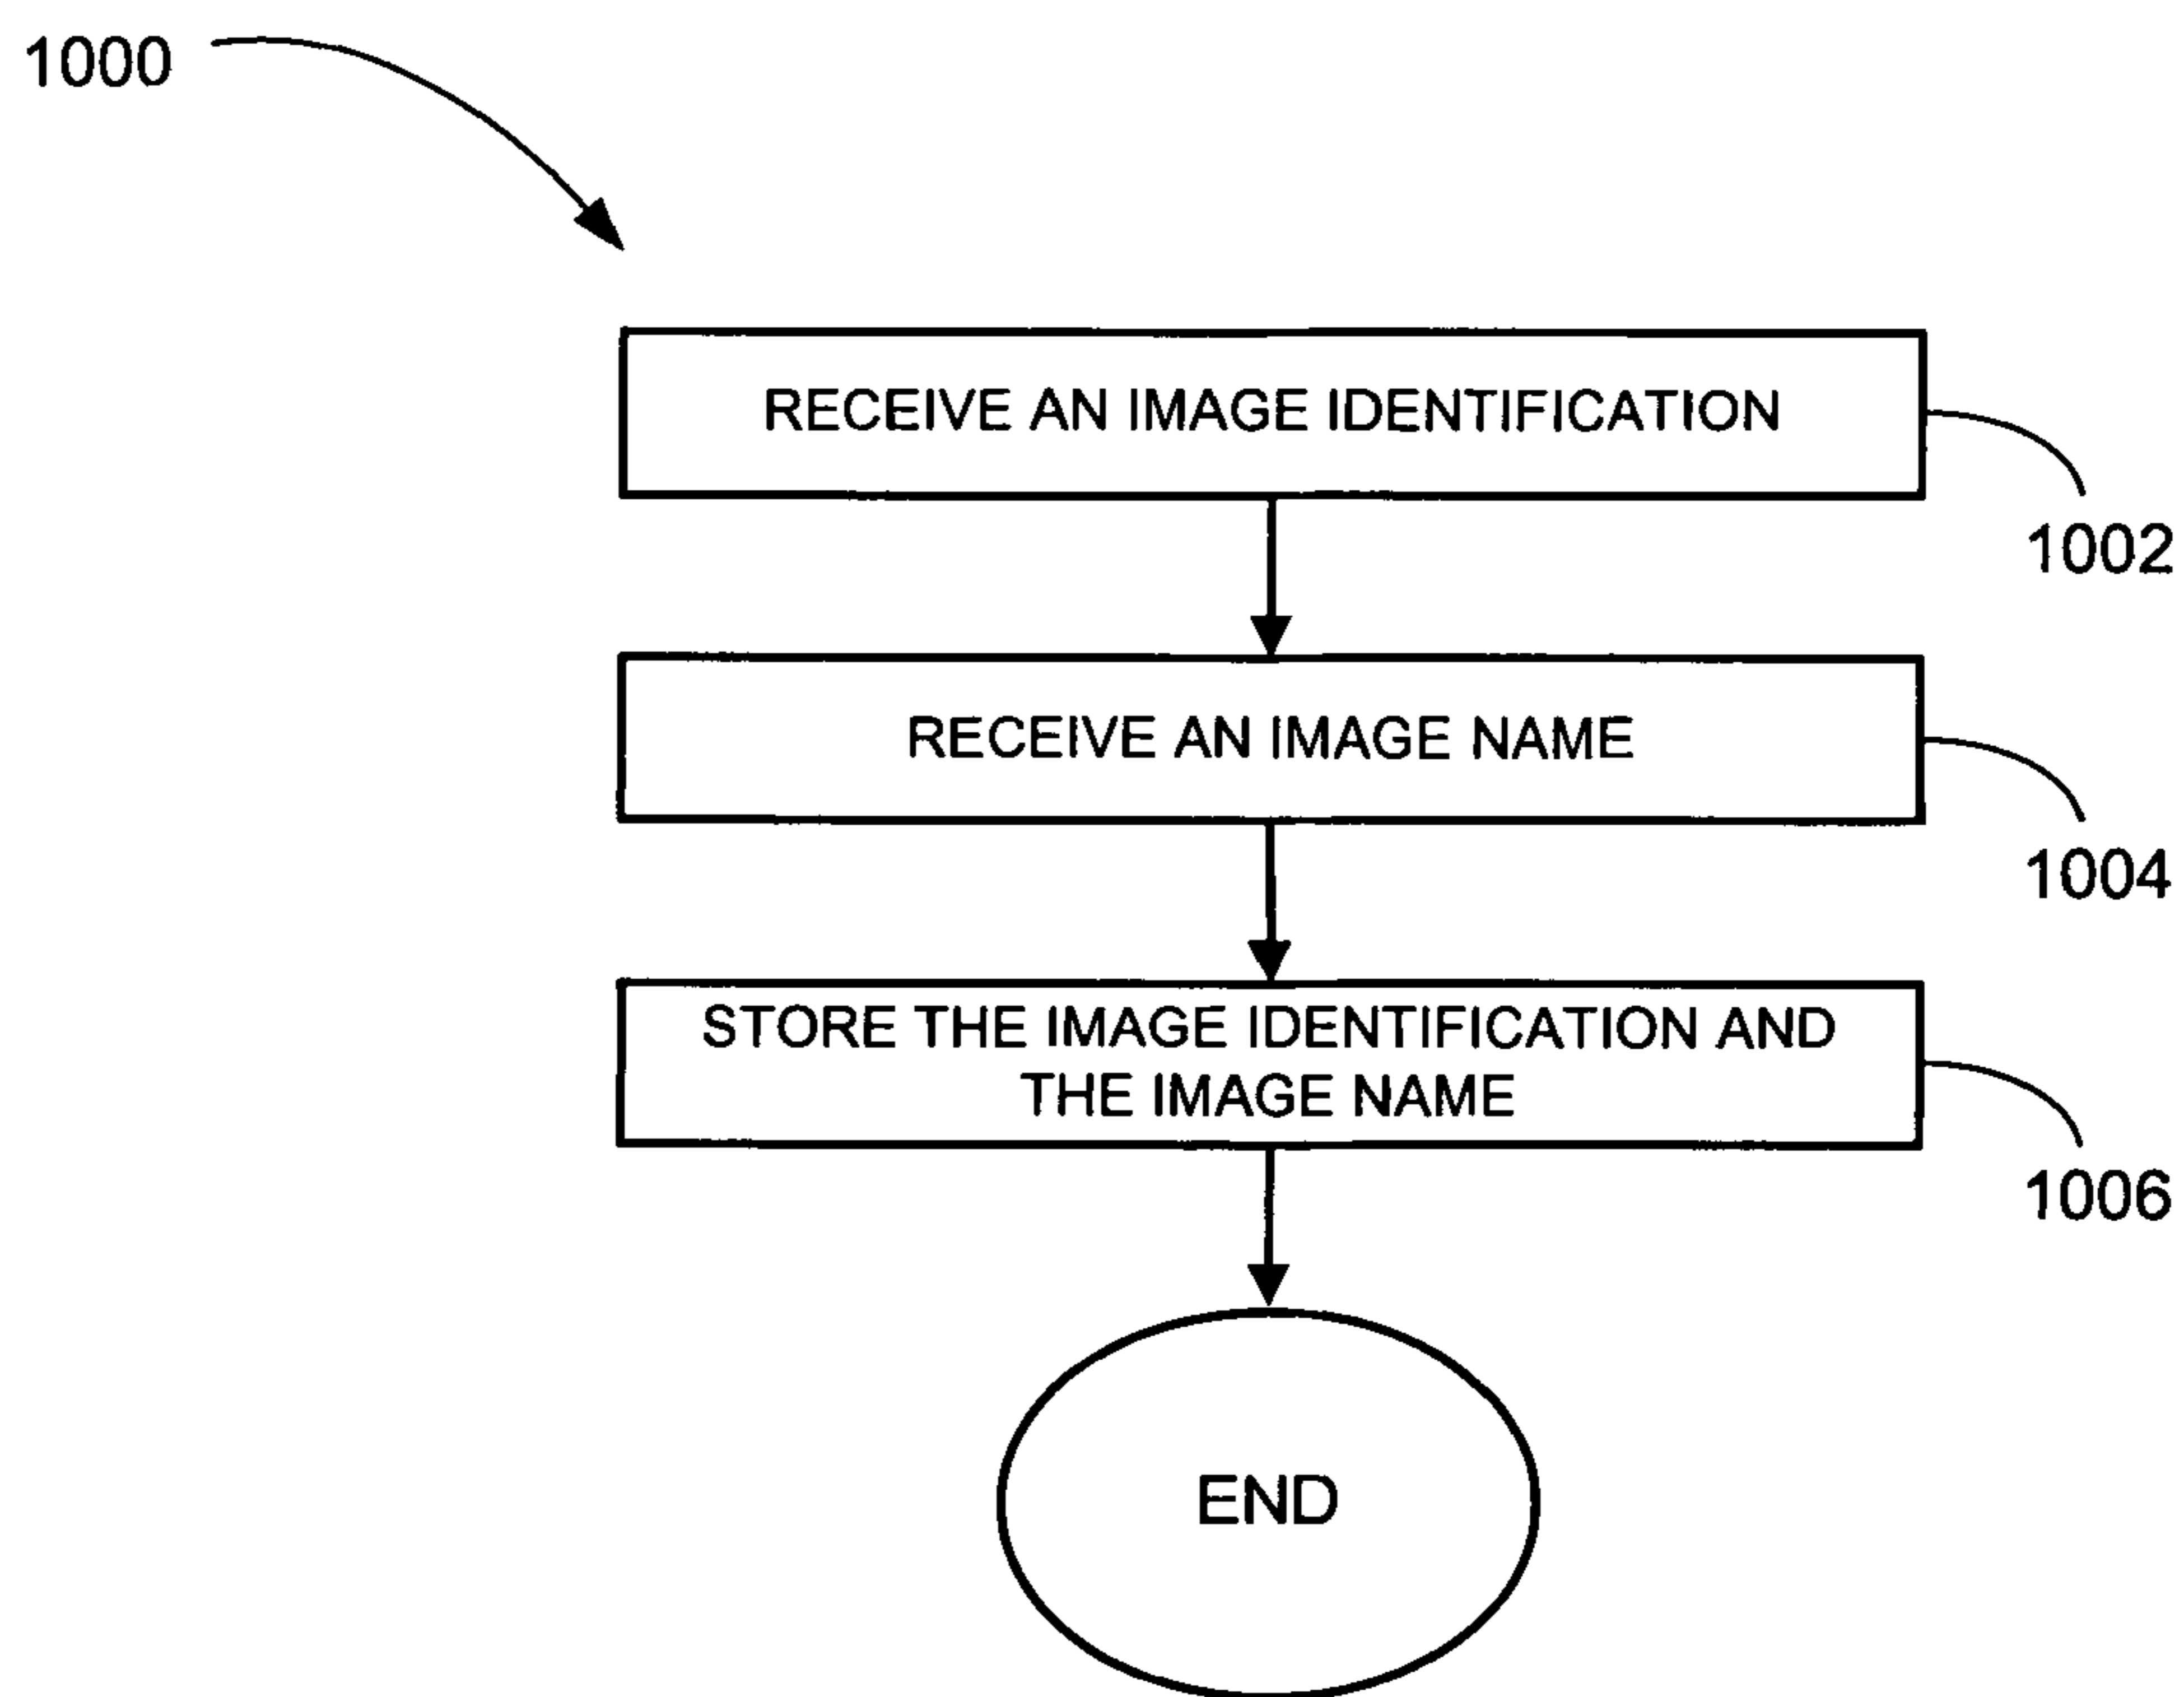 1000
RECEIVE AN IMAGE IDENTIFICATION
1002
RECEIVE AN IMAGE NAME
1004
STORE THE IMAGE IDENTIFICATION AND
THE IMAGE NAME
1006
END